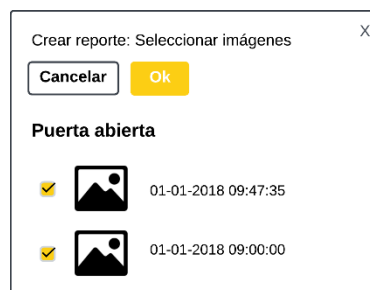 X
Crear reporte: Seleccionar imágenes
Cancelar Ok
Puerta abierta
01-01-2018 09:47:35
01-01-2018 09:00:00